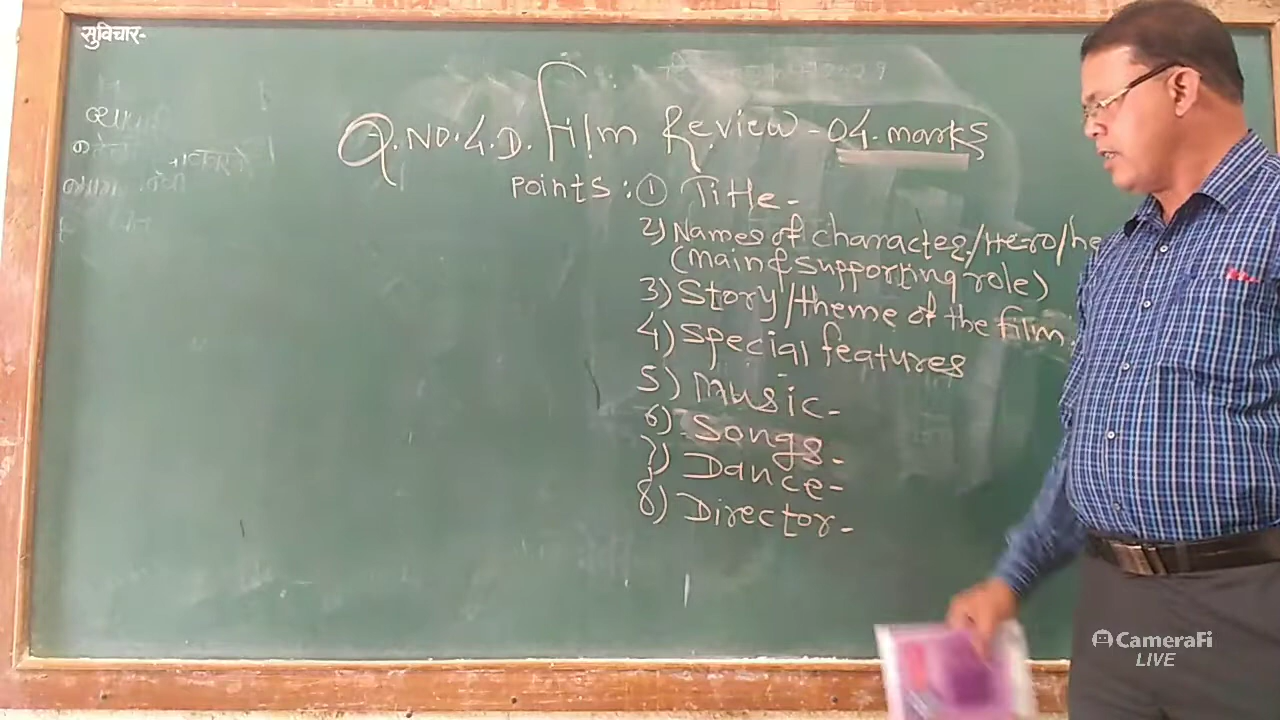 सुविचार-
Q.NO.4.D. Film Review - 04. marks
Points : ① Title -
2) Names of character/Hero/he
(main & supporting role)
3) Story/theme of the film.
4) Special features
5) Music -
6) Songs -
7) Dance -
8) Director -
CameraFi
LIVE